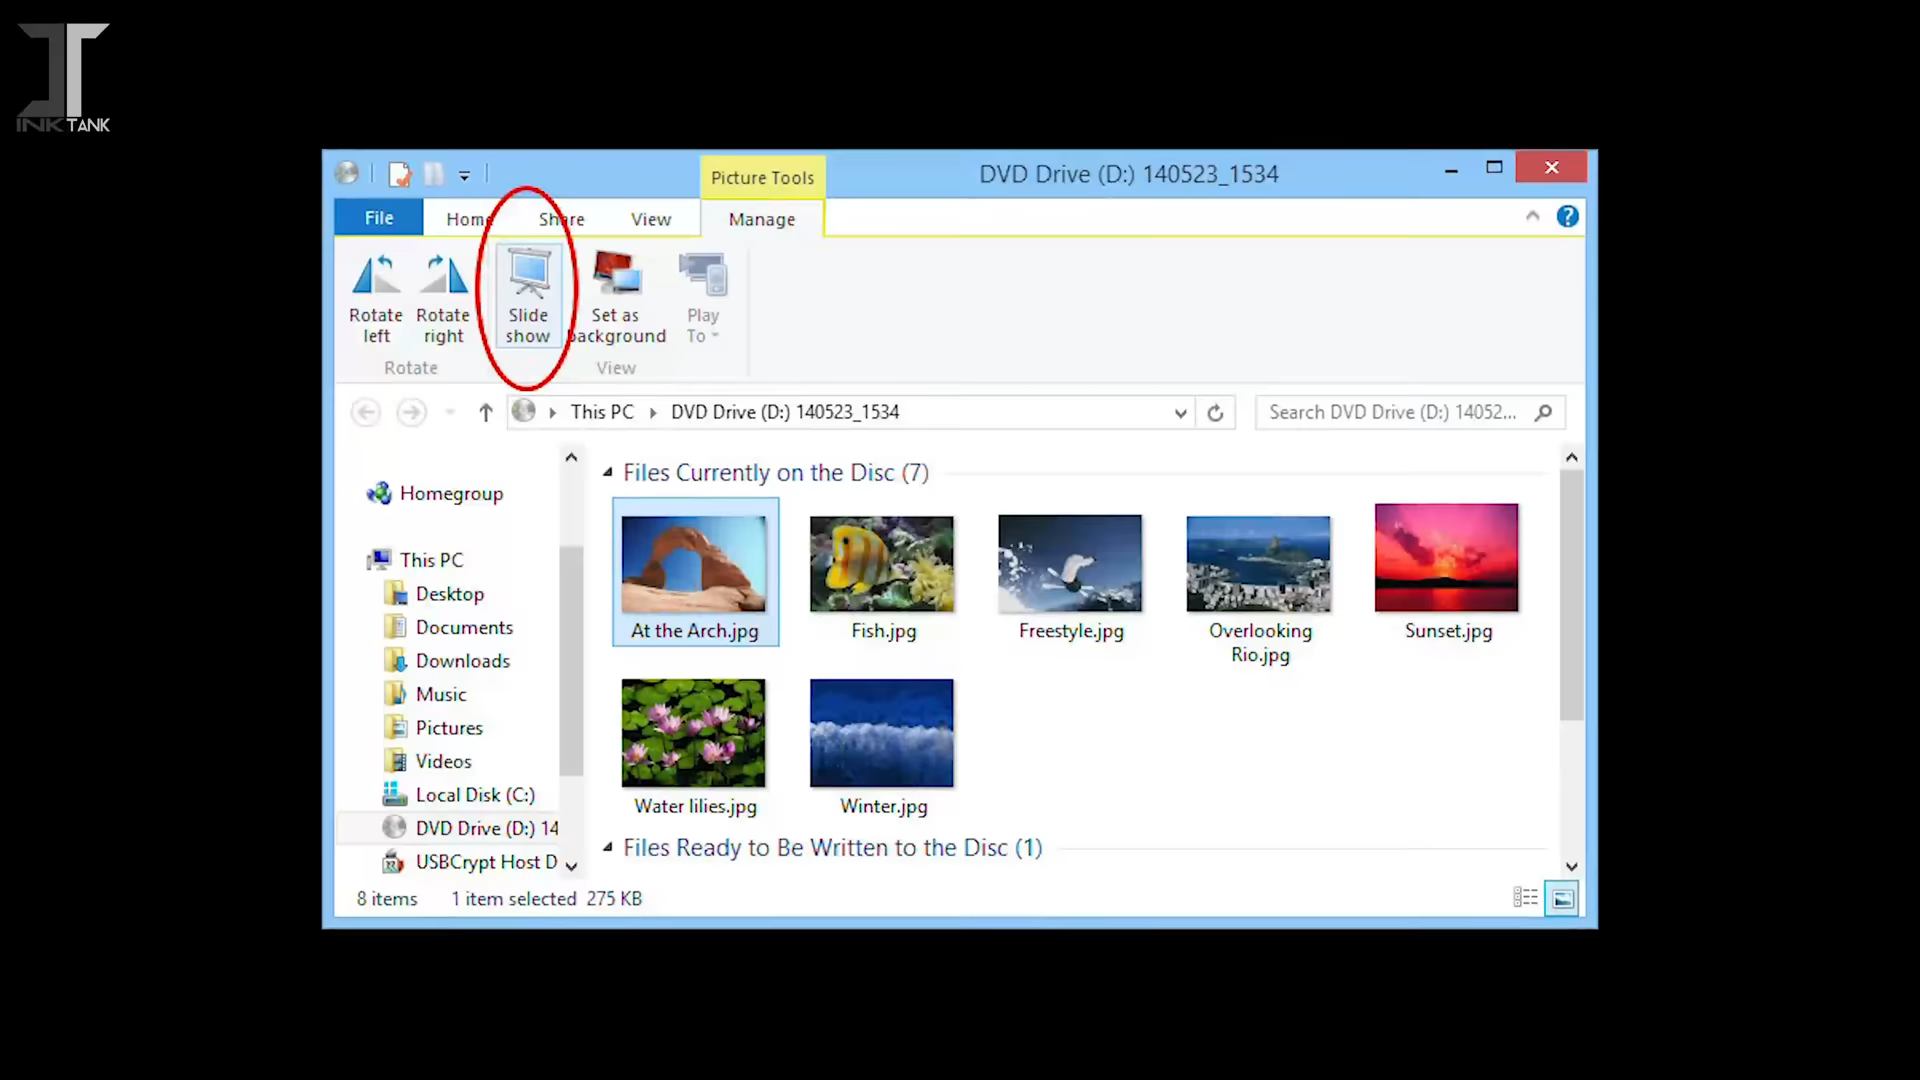 INK TANK
Picture Tools
DVD Drive (D:) 140523_1534
File Home Share View Manage
Rotate left
Rotate right
Slide show
Set as background
Play To
Rotate
View
This PC DVD Drive (D:) 140523_1534
Search DVD Drive (D:) 14052...
Homegroup
This PC
Desktop
Documents
Downloads
Music
Pictures
Videos
Local Disk (C:)
DVD Drive (D:) 14
USBCrypt Host D
Files Currently on the Disc (7)
At the Arch.jpg
Fish.jpg
Freestyle.jpg
Overlooking
Rio.jpg
Sunset.jpg
Water lilies.jpg
Winter.jpg
Files Ready to Be Written to the Disc (1)
8 items 1 item selected 275 KB